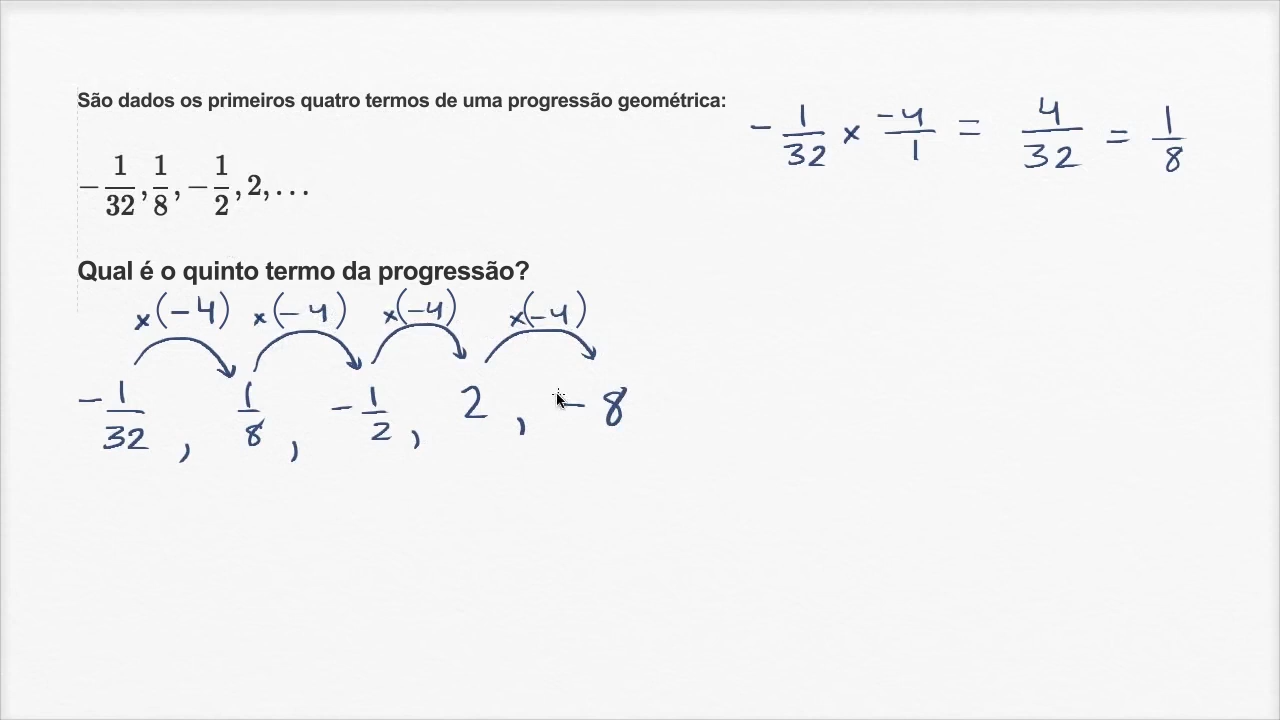 São dados os primeiros quatro termos de uma progressão geométrica:
-1/32, 1/8, -1/2, 2, ...
Qual é o quinto termo da progressão?
x(-4) x(-4) x(-4) x(-4)
-1/32, 1/8, -1/2, 2, -8
-1/32 x -4/1 = 4/32 = 1/8